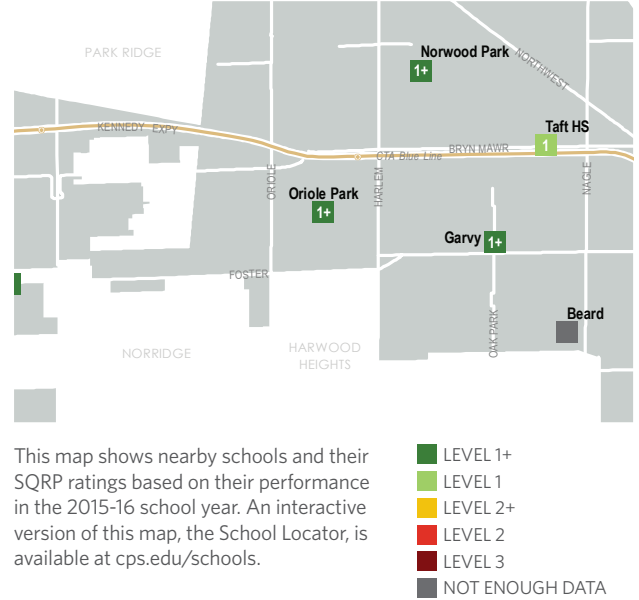 PARK RIDGE
Norwood Park
1+
NORTHWEST
KENNEDY EXPY
Taft HS
1
BRYN MAWR
CTA Blue Line
ORIOLE
HARLEM
NAGLE
Oriole Park
1+
Garvy
1+
FOSTER
OAK PARK
Beard
NORRIDGE
HARWOOD
HEIGHTS
This map shows nearby schools and their
SQRP ratings based on their performance
in the 2015-16 school year. An interactive
version of this map, the School Locator, is
available at cps.edu/schools.
LEVEL 1+
LEVEL 1
LEVEL 2+
LEVEL 2
LEVEL 3
NOT ENOUGH DATA